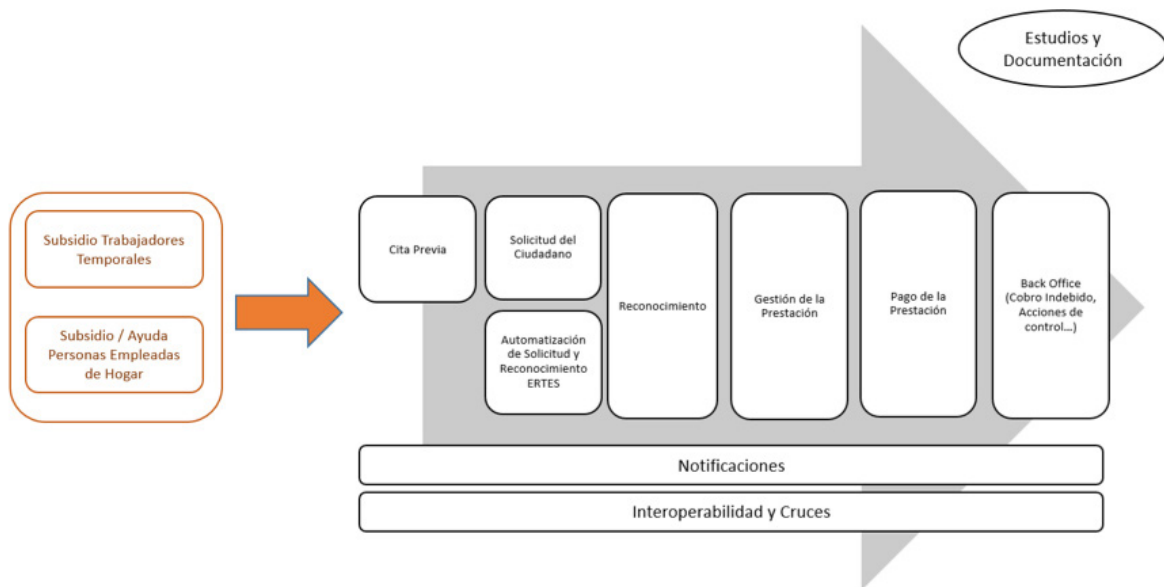 Estudios y
Documentación
Subsidio Trabajadores
Temporales
Subsidio / Ayuda
Personas Empleadas
de Hogar
Cita Previa
Solicitud del
Ciudadano
Automatización
de Solicitud y
Reconocimiento
ERTES
Reconocimiento
Gestión de la
Prestación
Pago de la
Prestación
Back Office
(Cobro Indebido,
Acciones de
control...)
Notificaciones
Interoperabilidad y Cruces